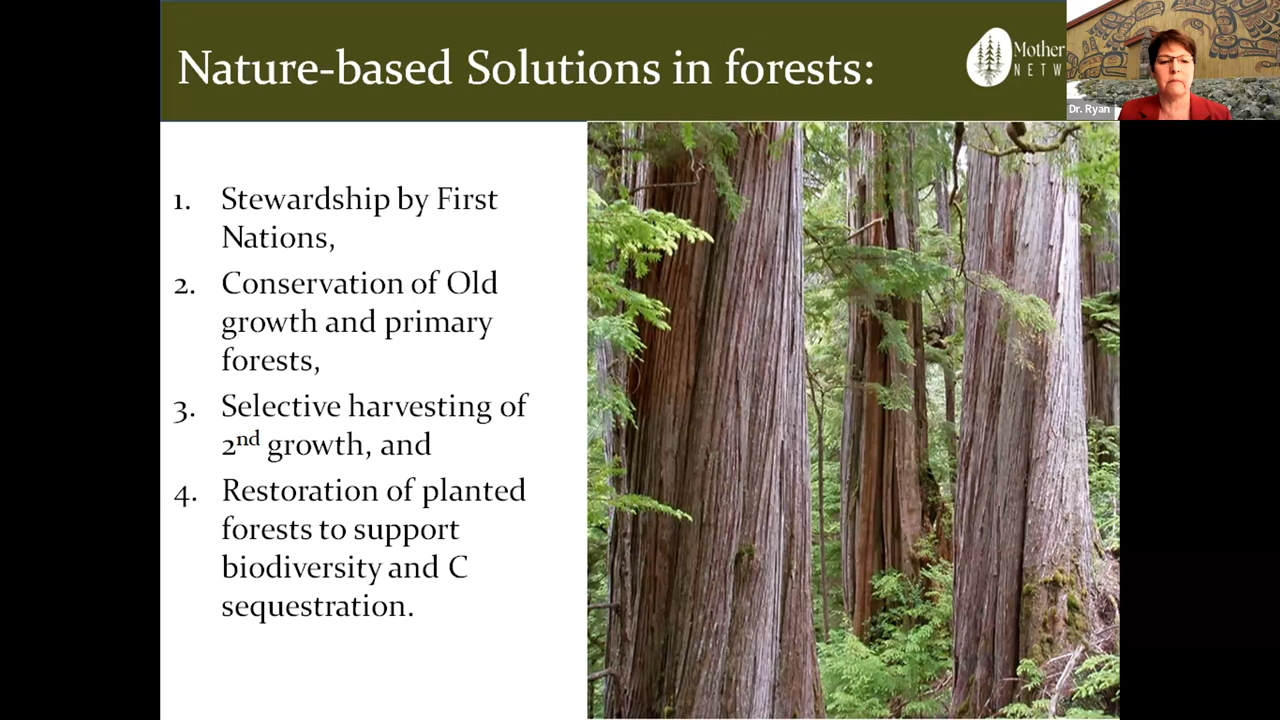 Nature-based Solutions in forests:
Mother
NETW
Dr. Ryan
1. Stewardship by First
Nations,
2. Conservation of Old
growth and primary
forests,
3. Selective harvesting of
2nd growth, and
4. Restoration of planted
forests to support
biodiversity and C
sequestration.